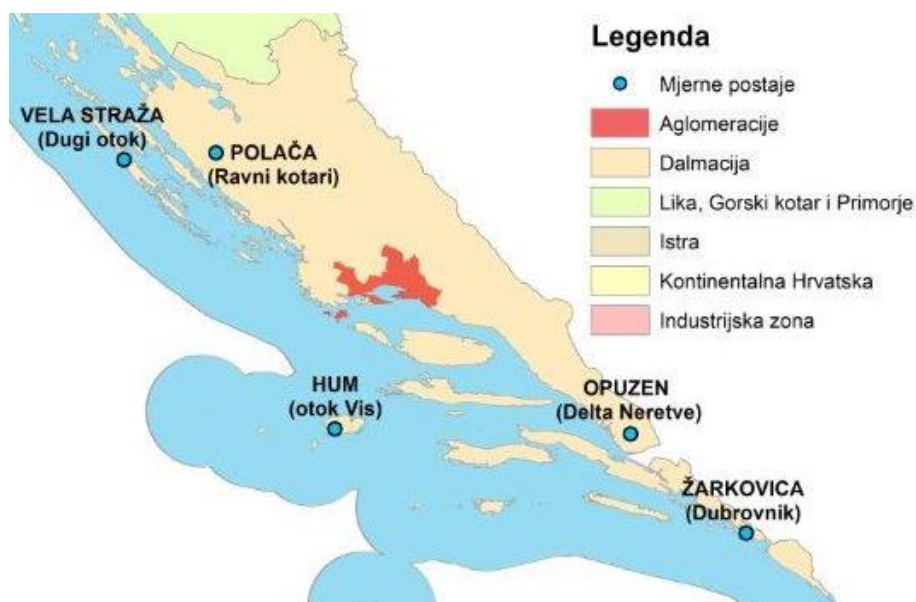 Legenda
Mjerne postaje
Aglomeracije
Dalmacija
Lika, Gorski kotar i Primorje
Istra
Kontinentalna Hrvatska
Industrijska zona
VELA STRAŽA
(Dugi otok)
POLAČA
(Ravni kotari)
HUM
(otok Vis)
OPUZEN
(Delta Neretve)
ŽARKOVICA
(Dubrovnik)